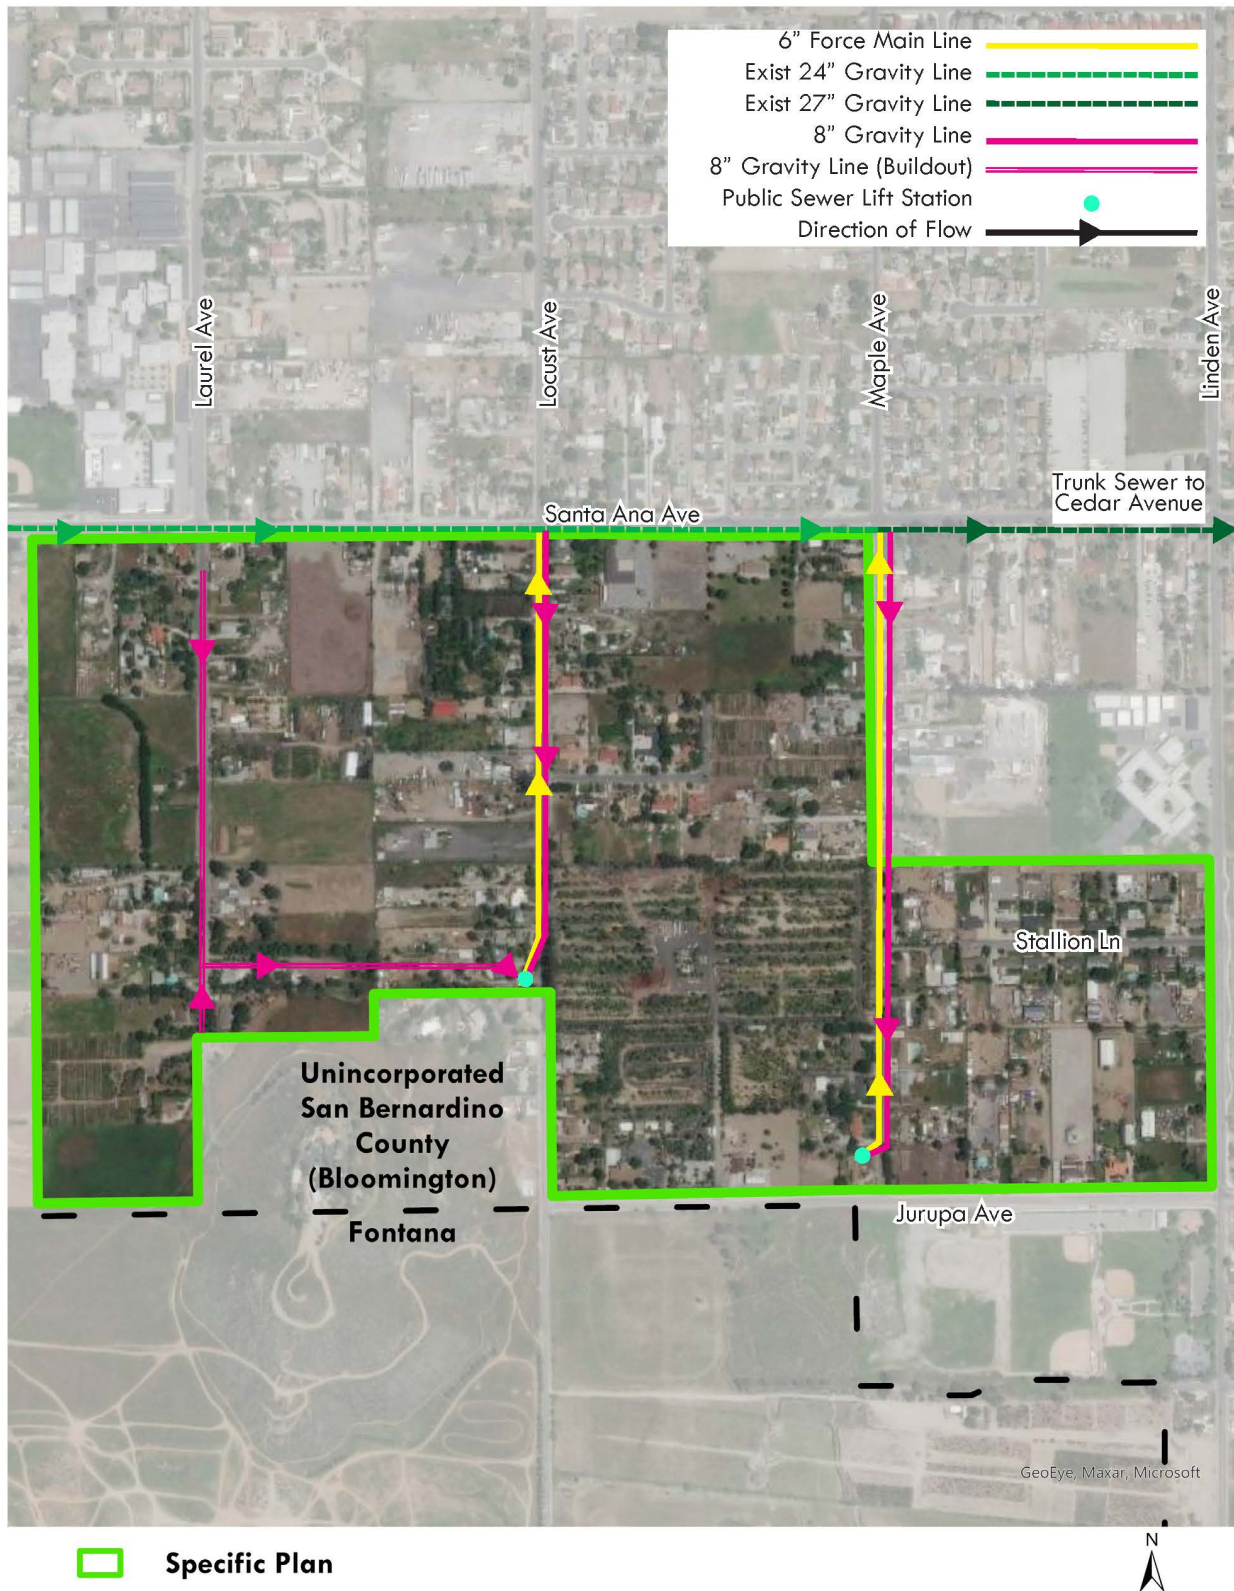 6” Force Main Line
Exist 24” Gravity Line
Exist 27” Gravity Line
8” Gravity Line
8” Gravity Line (Buildout)
Public Sewer Lift Station
Direction of Flow
Laurel Ave
Locust Ave
Maple Ave
Linden Ave
Trunk Sewer to
Cedar Avenue
Santa Ana Ave
Stallion Ln
Unincorporated
San Bernardino
County
(Bloomington)
Jurupa Ave
Fontana
GeoEye, Maxar, Microsoft
Specific Plan
N